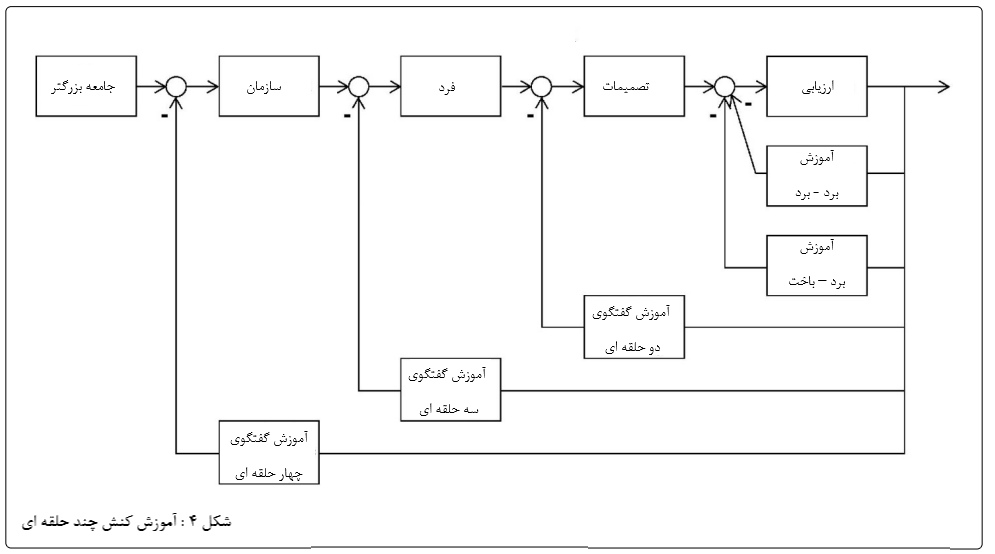 جامعه بزرگتر
سازمان
فرد
تصمیمات
ارزیابی
-
-
-
-
-
آموزش
برد - برد
آموزش
برد – باخت
آموزش گفتگوی
دو حلقه ای
آموزش گفتگوی
سه حلقه ای
آموزش گفتگوی
چهار حلقه ای
شکل ۴ : آموزش کنش چند حلقه ای